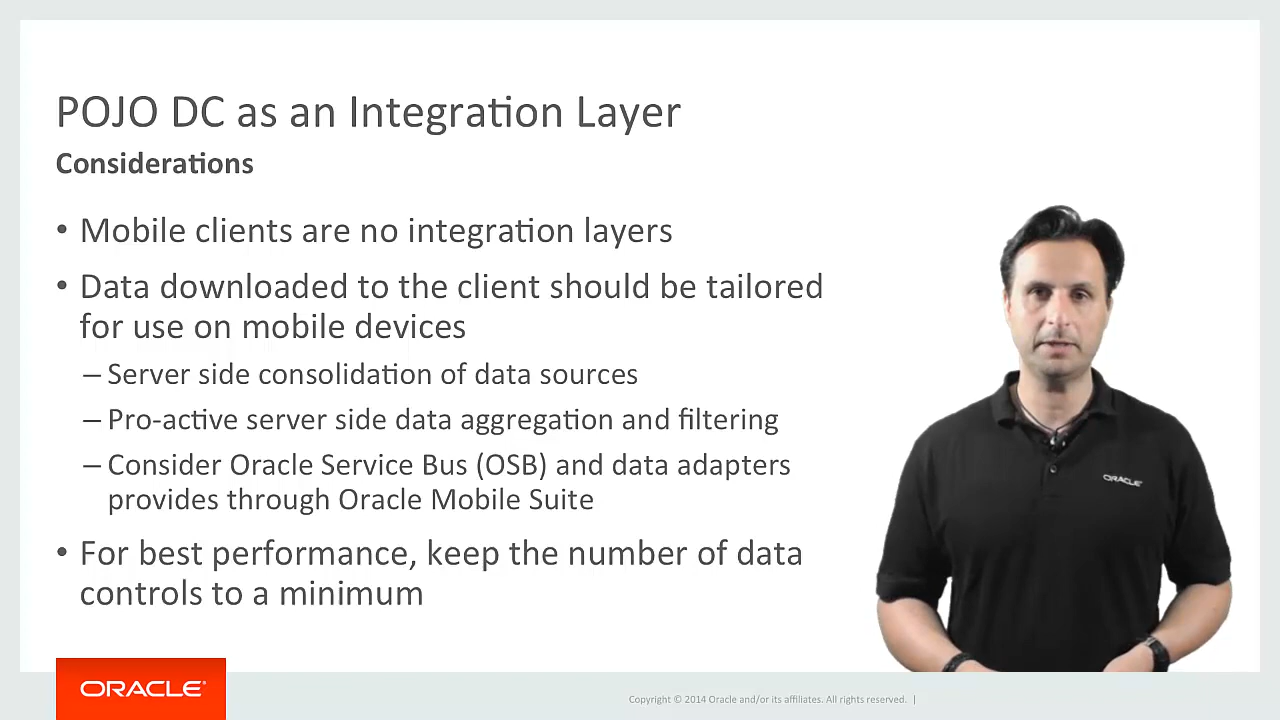 POJO DC as an Integration Layer
Considerations
• Mobile clients are no integration layers
• Data downloaded to the client should be tailored
for use on mobile devices
– Server side consolidation of data sources
– Pro-active server side data aggregation and filtering
– Consider Oracle Service Bus (OSB) and data adapters
provides through Oracle Mobile Suite
• For best performance, keep the number of data
controls to a minimum
ORACLE
ORACLE®
Copyright © 2014 Oracle and/or its affiliates. All rights reserved. |